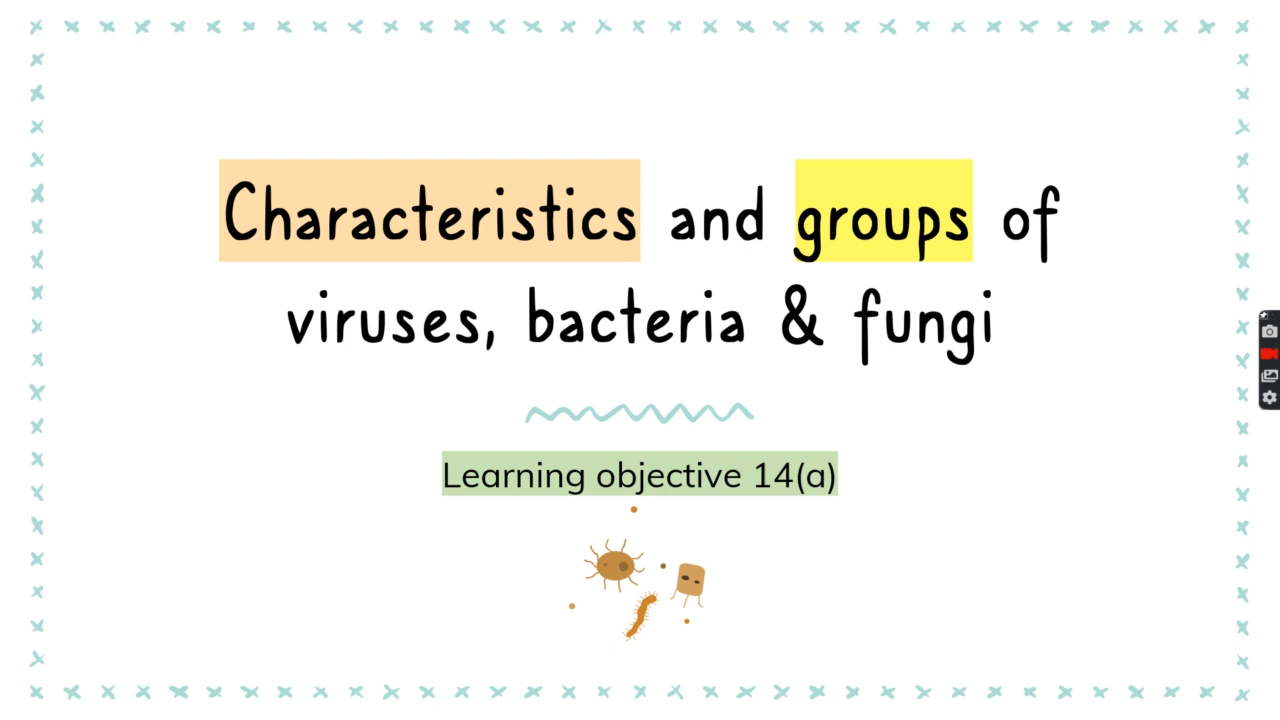 Characteristics and groups of
viruses, bacteria & fungi
Learning objective 14(a)